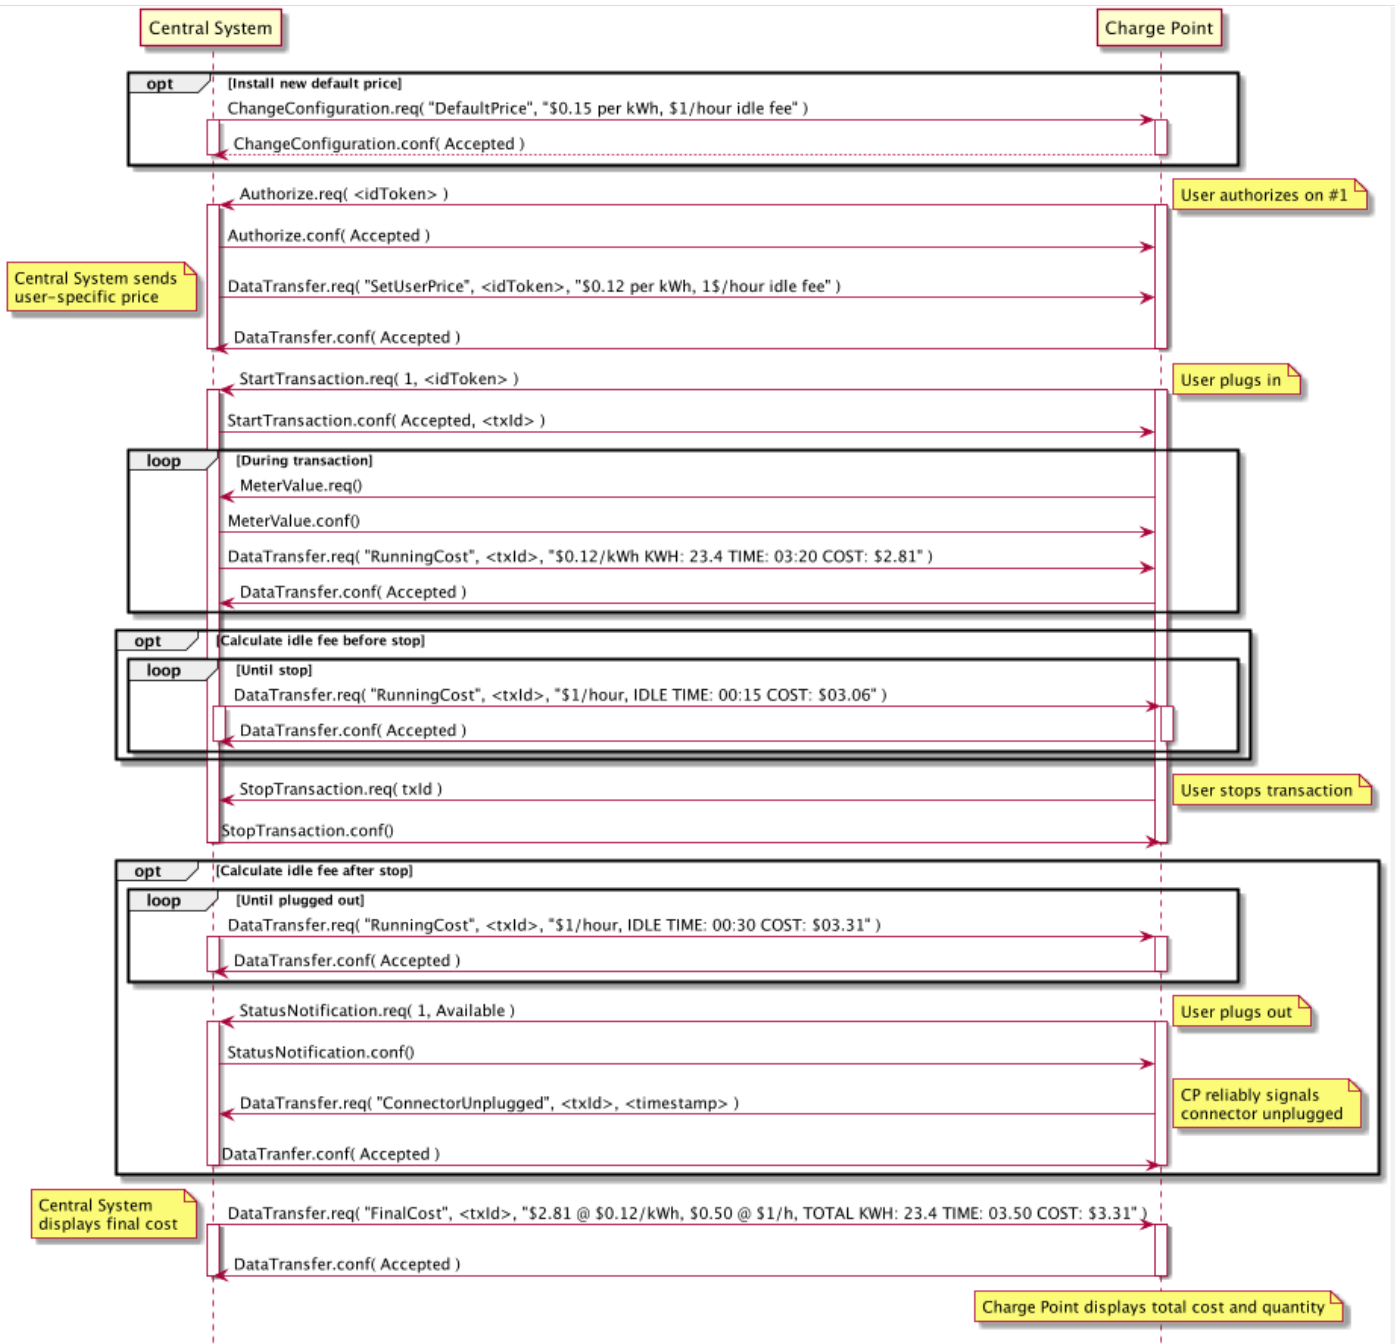 Central System
Charge Point
opt
[Install new default price]
ChangeConfiguration.req( "DefaultPrice", "$0.15 per kWh, $1/hour idle fee" )
ChangeConfiguration.conf( Accepted )
Authorize.req( <idToken> )
User authorizes on #1
Authorize.conf( Accepted )
Central System sends
user-specific price
DataTransfer.req( "SetUserPrice", <idToken>, "$0.12 per kWh, 1$/hour idle fee" )
DataTransfer.conf( Accepted )
StartTransaction.req( 1, <idToken> )
User plugs in
StartTransaction.conf( Accepted, <txId> )
loop
[During transaction]
MeterValue.req()
MeterValue.conf()
DataTransfer.req( "RunningCost", <txId>, "$0.12/kWh KWH: 23.4 TIME: 03:20 COST: $2.81" )
DataTransfer.conf( Accepted )
opt
[Calculate idle fee before stop]
loop
[Until stop]
DataTransfer.req( "RunningCost", <txId>, "$1/hour, IDLE TIME: 00:15 COST: $03.06" )
DataTransfer.conf( Accepted )
StopTransaction.req( txId )
User stops transaction
StopTransaction.conf()
opt
[Calculate idle fee after stop]
loop
[Until plugged out]
DataTransfer.req( "RunningCost", <txId>, "$1/hour, IDLE TIME: 00:30 COST: $03.31" )
DataTransfer.conf( Accepted )
StatusNotification.req( 1, Available )
User plugs out
StatusNotification.conf()
CP reliably signals
connector unplugged
DataTransfer.req( "ConnectorUnplugged", <txId>, <timestamp> )
DataTranfer.conf( Accepted )
Central System
displays final cost
DataTransfer.req( "FinalCost", <txId>, "$2.81 @ $0.12/kWh, $0.50 @ $1/h, TOTAL KWH: 23.4 TIME: 03.50 COST: $3.31" )
DataTransfer.conf( Accepted )
Charge Point displays total cost and quantity